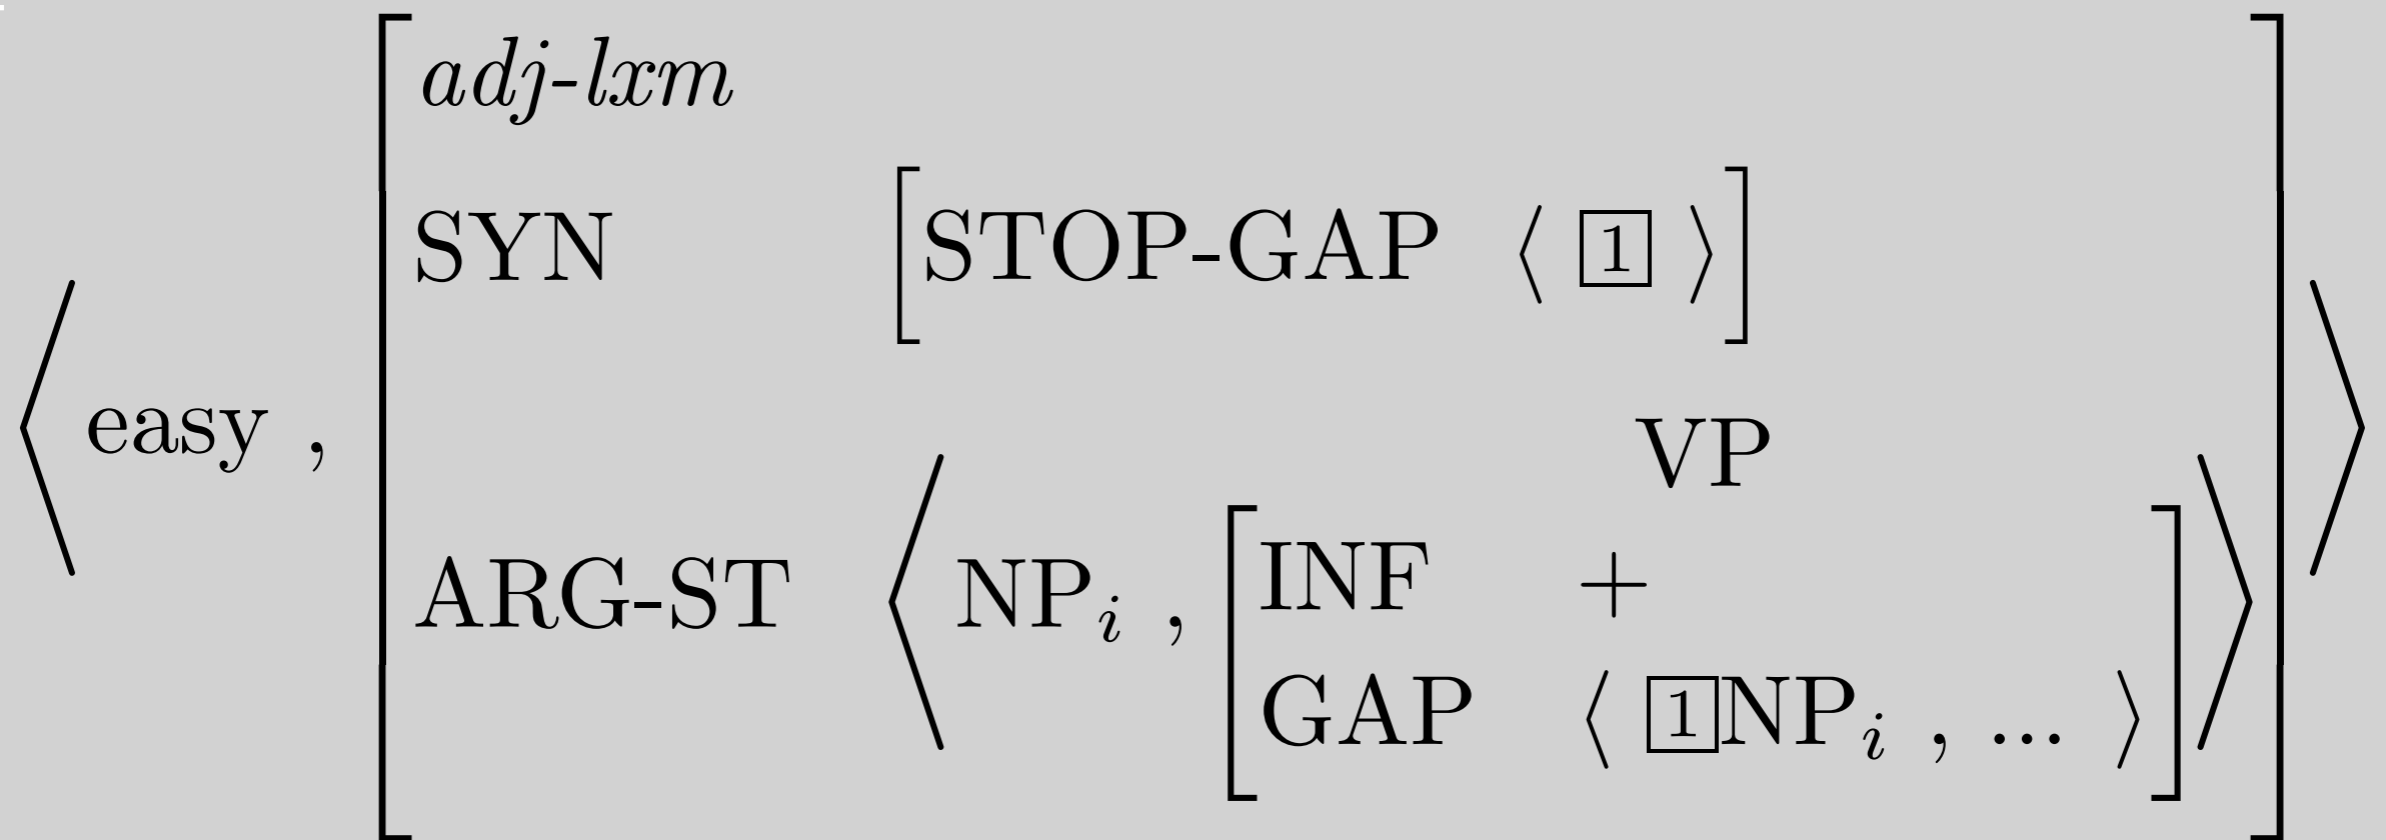 adj-lxm
SYN [STOP-GAP ⟨ 1 ⟩]
⟨ easy ,
VP
ARG-ST ⟨ NPi , [INF +
GAP ⟨ 1 NPi , ... ⟩] ⟩ ⟩